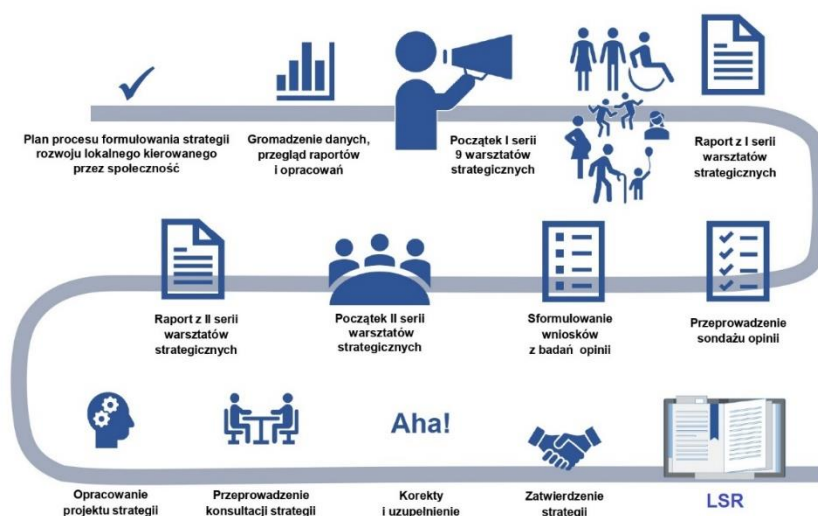 Plan procesu formułowania strategii
rozwoju lokalnego kierowanego
przez społeczność
Gromadzenie danych,
przegląd raportów
i opracowań
Początek I serii
9 warsztatów
strategicznych
Raport z I serii
warsztatów
strategicznych
Raport z II serii
warsztatów
strategicznych
Początek II serii
warsztatów
strategicznych
Sformułowanie
wniosków
z badań opinii
Przeprowadzenie
sondażu opinii
Aha!
Opracowanie
projektu strategii
Przeprowadzenie
konsultacji strategii
Korekty
i uzupełnienie
Zatwierdzenie
strategii
LSR